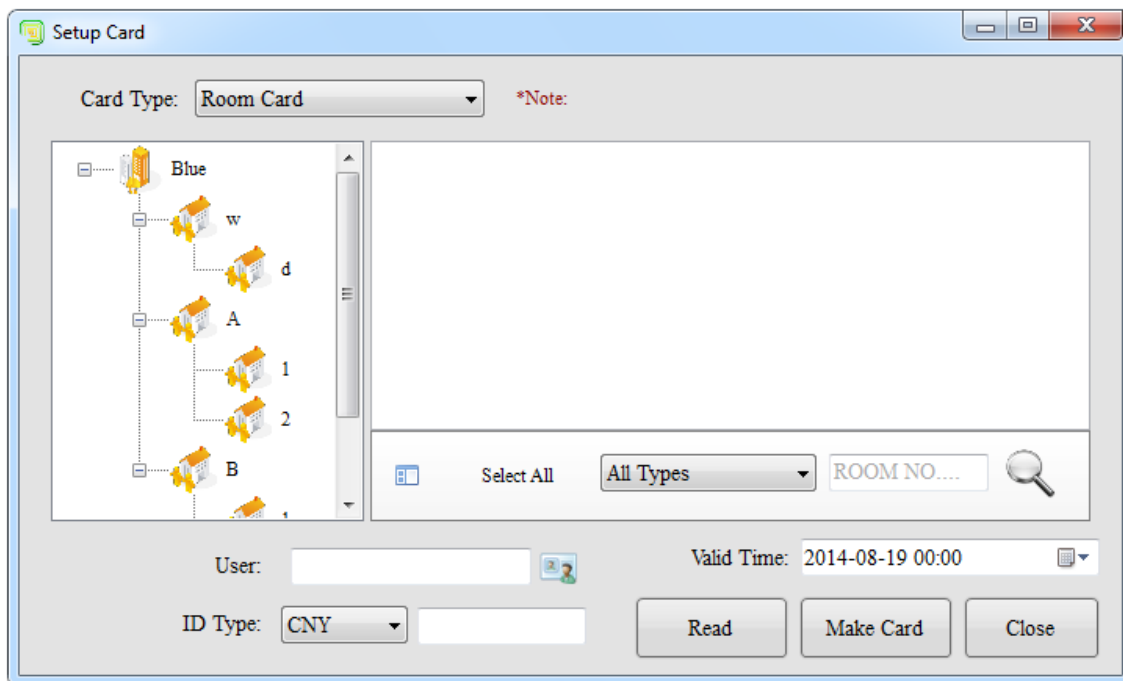 Setup Card
Card Type: Room Card *Note:
Blue
w
d
A
1
2
B
1
Select All All Types ROOM NO....
User: Valid Time: 2014-08-19 00:00
ID Type: CNY Read Make Card Close